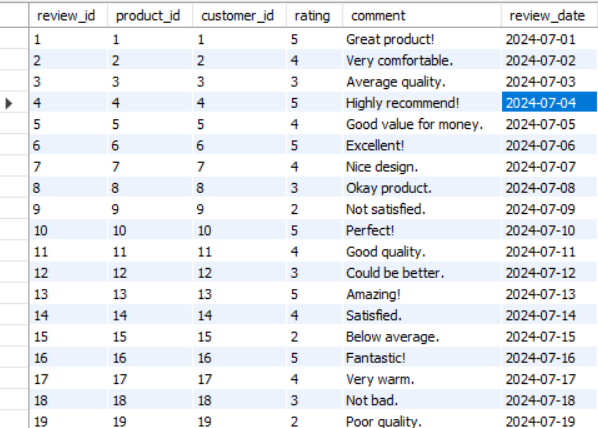 review_id product_id customer_id rating comment review_date
1 1 1 5 Great product! 2024-07-01
2 2 2 4 Very comfortable. 2024-07-02
3 3 3 3 Average quality. 2024-07-03
4 4 4 5 Highly recommend! 2024-07-04
5 5 5 4 Good value for money. 2024-07-05
6 6 6 5 Excellent! 2024-07-06
7 7 7 4 Nice design. 2024-07-07
8 8 8 3 Okay product. 2024-07-08
9 9 9 2 Not satisfied. 2024-07-09
10 10 10 5 Perfect! 2024-07-10
11 11 11 4 Good quality. 2024-07-11
12 12 12 3 Could be better. 2024-07-12
13 13 13 5 Amazing! 2024-07-13
14 14 14 4 Satisfied. 2024-07-14
15 15 15 2 Below average. 2024-07-15
16 16 16 5 Fantastic! 2024-07-16
17 17 17 4 Very warm. 2024-07-17
18 18 18 3 Not bad. 2024-07-18
19 19 19 2 Poor quality. 2024-07-19